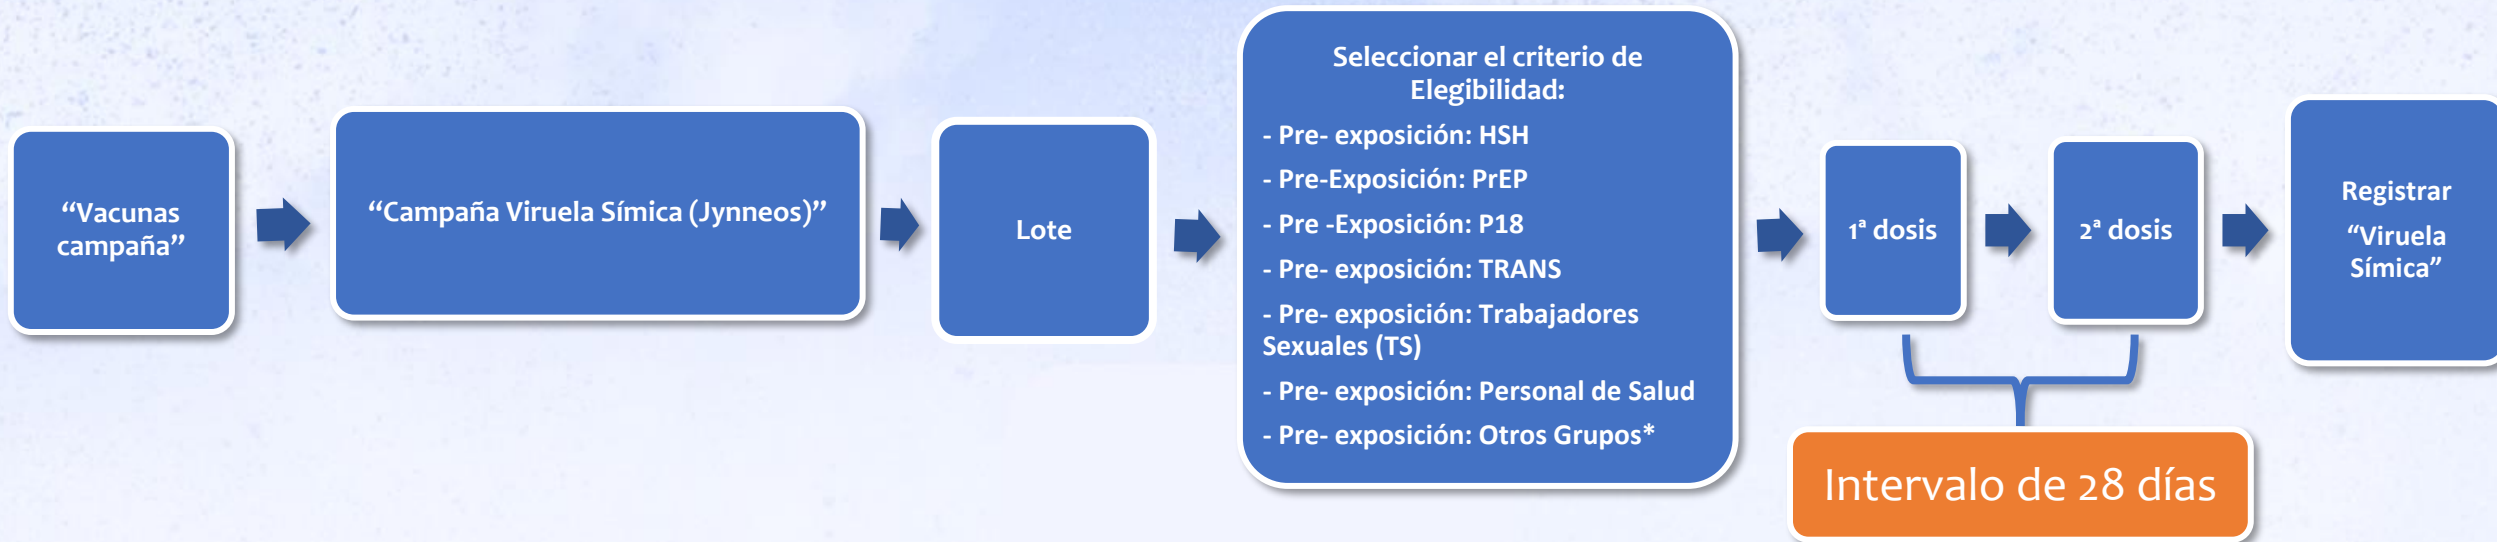 “Vacunas
campaña”
“Campaña Viruela Símica (Jynneos)”
Lote
Seleccionar el criterio de
Elegibilidad:
- Pre- exposición: HSH
- Pre-Exposición: PrEP
- Pre -Exposición: P18
- Pre- exposición: TRANS
- Pre- exposición: Trabajadores
Sexuales (TS)
- Pre- exposición: Personal de Salud
- Pre- exposición: Otros Grupos*
1ª dosis
2ª dosis
Registrar
“Viruela
Símica”
Intervalo de 28 días